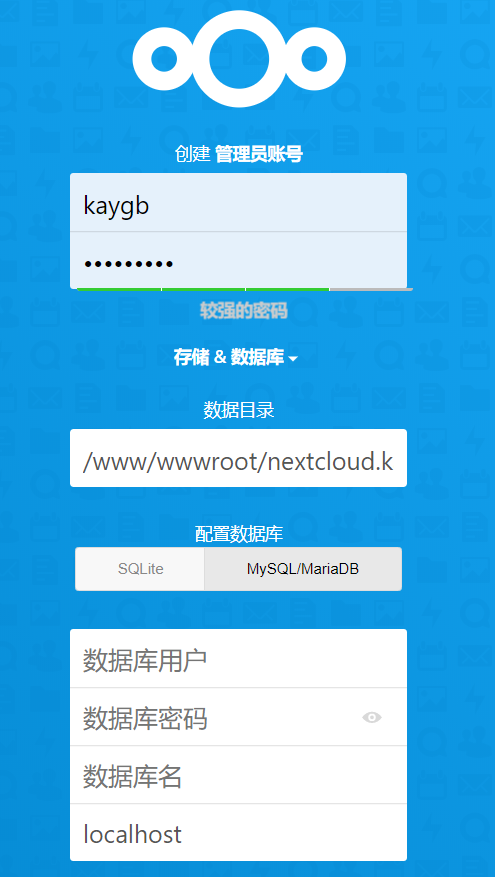 创建 管理员账号
kaygb
•••••••••
较强的密码
存储 & 数据库
数据目录
/www/wwwroot/nextcloud.k
配置数据库
SQLite MySQL/MariaDB
数据库用户
数据库密码
数据库名
localhost